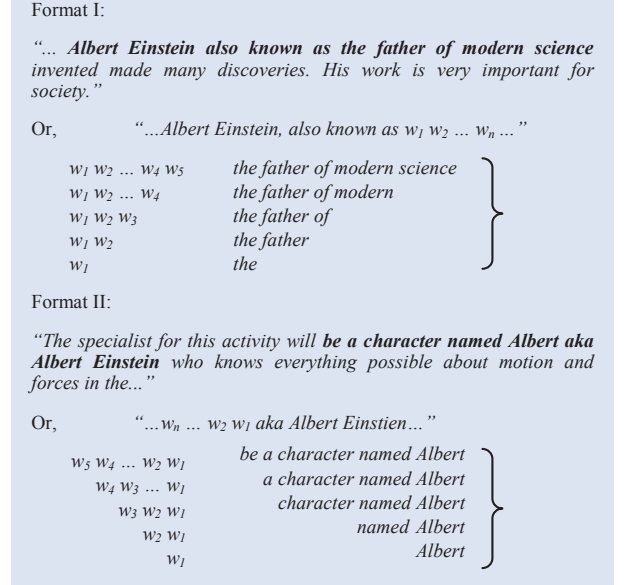 Format I:
“... Albert Einstein also known as the father of modern science
invented made many discoveries. His work is very important for
society.”
Or, “...Albert Einstein, also known as w1 w2 ... wn ...”
w1 w2 ... w4 w5 the father of modern science
w1 w2 ... w4 the father of modern
w1 w2 w3 the father of
w1 w2 the father
w1 the
Format II:
“The specialist for this activity will be a character named Albert aka
Albert Einstein who knows everything possible about motion and
forces in the...”
Or, “...wn ... w2 w1 aka Albert Einstien...”
w5 w4 ... w2 w1 be a character named Albert
w4 w3 ... w1 a character named Albert
w3 w2 w1 character named Albert
w2 w1 named Albert
w1 Albert